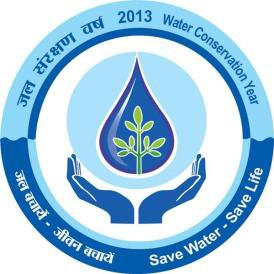 जल संरक्षण वर्ष 2013 Water Conservation Year
जल बचायें - जीवन बचायें
Save Water - Save Life